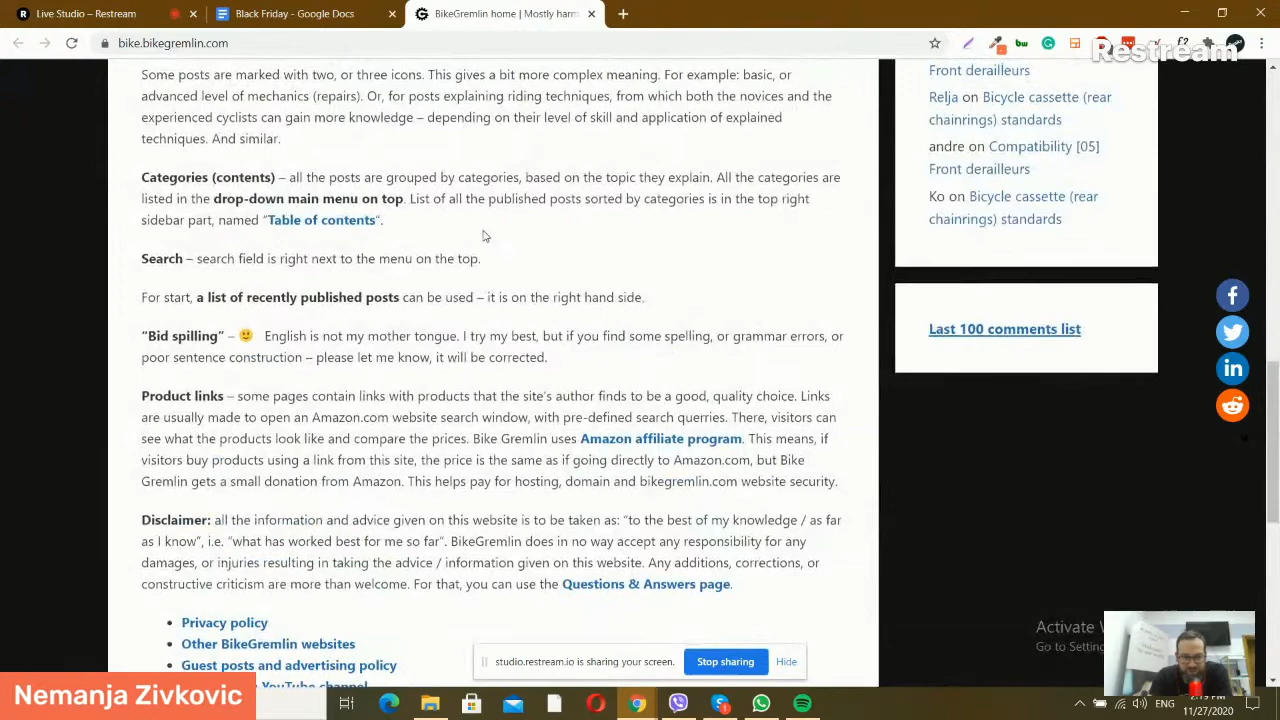 Live Studio – Restream
Black Friday - Google Docs
BikeGremlin home | Mostly harm
bike.bikegremlin.com
Restream
Some posts are marked with two, or three icons. This gives a bit more complex meaning. For example: basic, or
advanced level of mechanics (repairs). Or, for posts explaining riding techniques, from which both the novices and the
experienced cyclists can gain more knowledge – depending on their level of skill and application of explained
techniques. And similar.
Categories (contents) – all the posts are grouped by categories, based on the topic they explain. All the categories are
listed in the drop-down main menu on top. List of all the published posts sorted by categories is in the top right
sidebar part, named "Table of contents".
Search – search field is right next to the menu on the top.
For start, a list of recently published posts can be used – it is on the right hand side.
"Bid spilling" – 🙂 English is not my mother tongue. I try my best, but if you find some spelling, or grammar errors, or
poor sentence construction – please let me know, it will be corrected.
Product links – some pages contain links with products that the site's author finds to be a good, quality choice. Links
are usually made to open an Amazon.com website search window, with pre-defined search querries. There, visitors can
see what the products look like and compare the prices. Bike Gremlin uses Amazon affiliate program. This means, if
visitors buy products using a link from this site, the price is the same as if going directly to Amazon.com, but Bike
Gremlin gets a small donation from Amazon. This helps pay for hosting, domain and bikegremlin.com website security.
Disclaimer: all the information and advice given on this website is to be taken as: "to the best of my knowledge / as far
as I know", i.e. "what has worked best for me so far". BikeGremlin does in no way accept any responsibility for any
damages, or injuries resulting in taking the advice / information given on this website. Any additions, corrections, or
constructive criticism are more than welcome. For that, you can use the Questions & Answers page.
• Privacy policy
• Other BikeGremlin websites
• Guest posts and advertising policy
YouTube channel
Front derailleurs
Relja on Bicycle cassette (rear
chainrings) standards
andre on Compatibility [05]
Front derailleurs
Ko on Bicycle cassette (rear
chainrings) standards
Last 100 comments list
Activate W
Go to Setting
studio.restream.io is sharing your screen.
Stop sharing
Hide
Nemanja Zivkovic
ENG
2:19 PM
11/27/2020